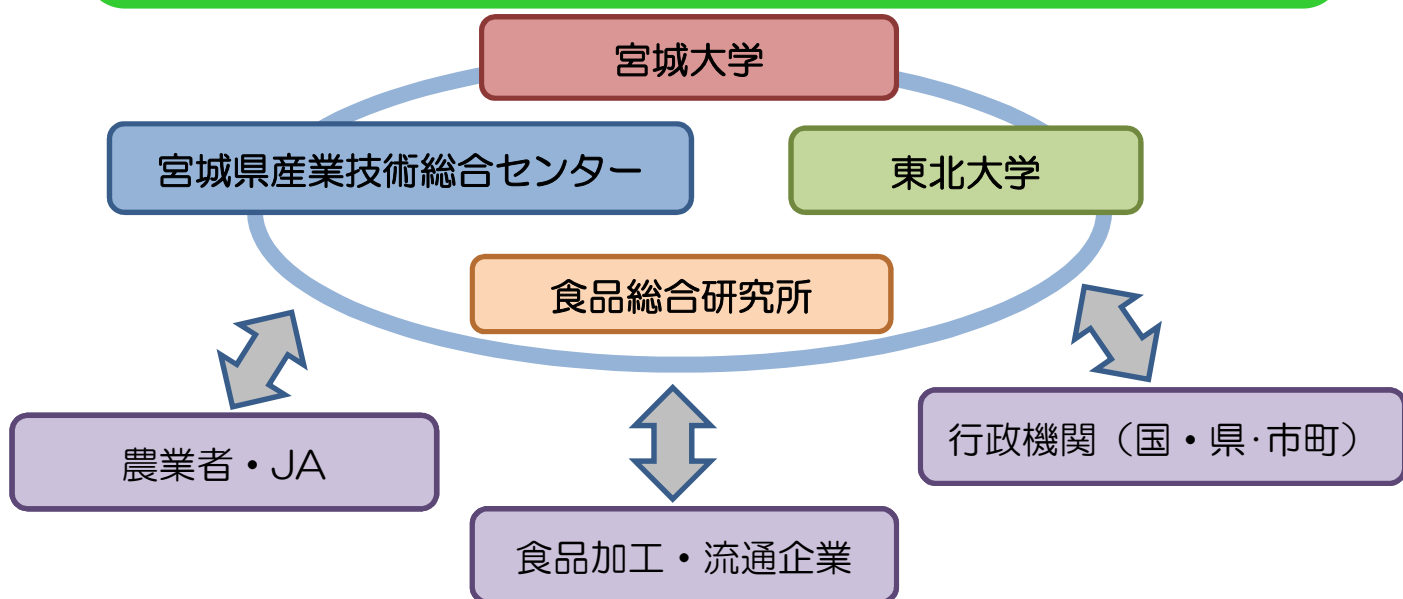 宮城大学
宮城県産業技術総合センター
東北大学
食品総合研究所
農業者・JA
行政機関（国・県･市町）
食品加工・流通企業